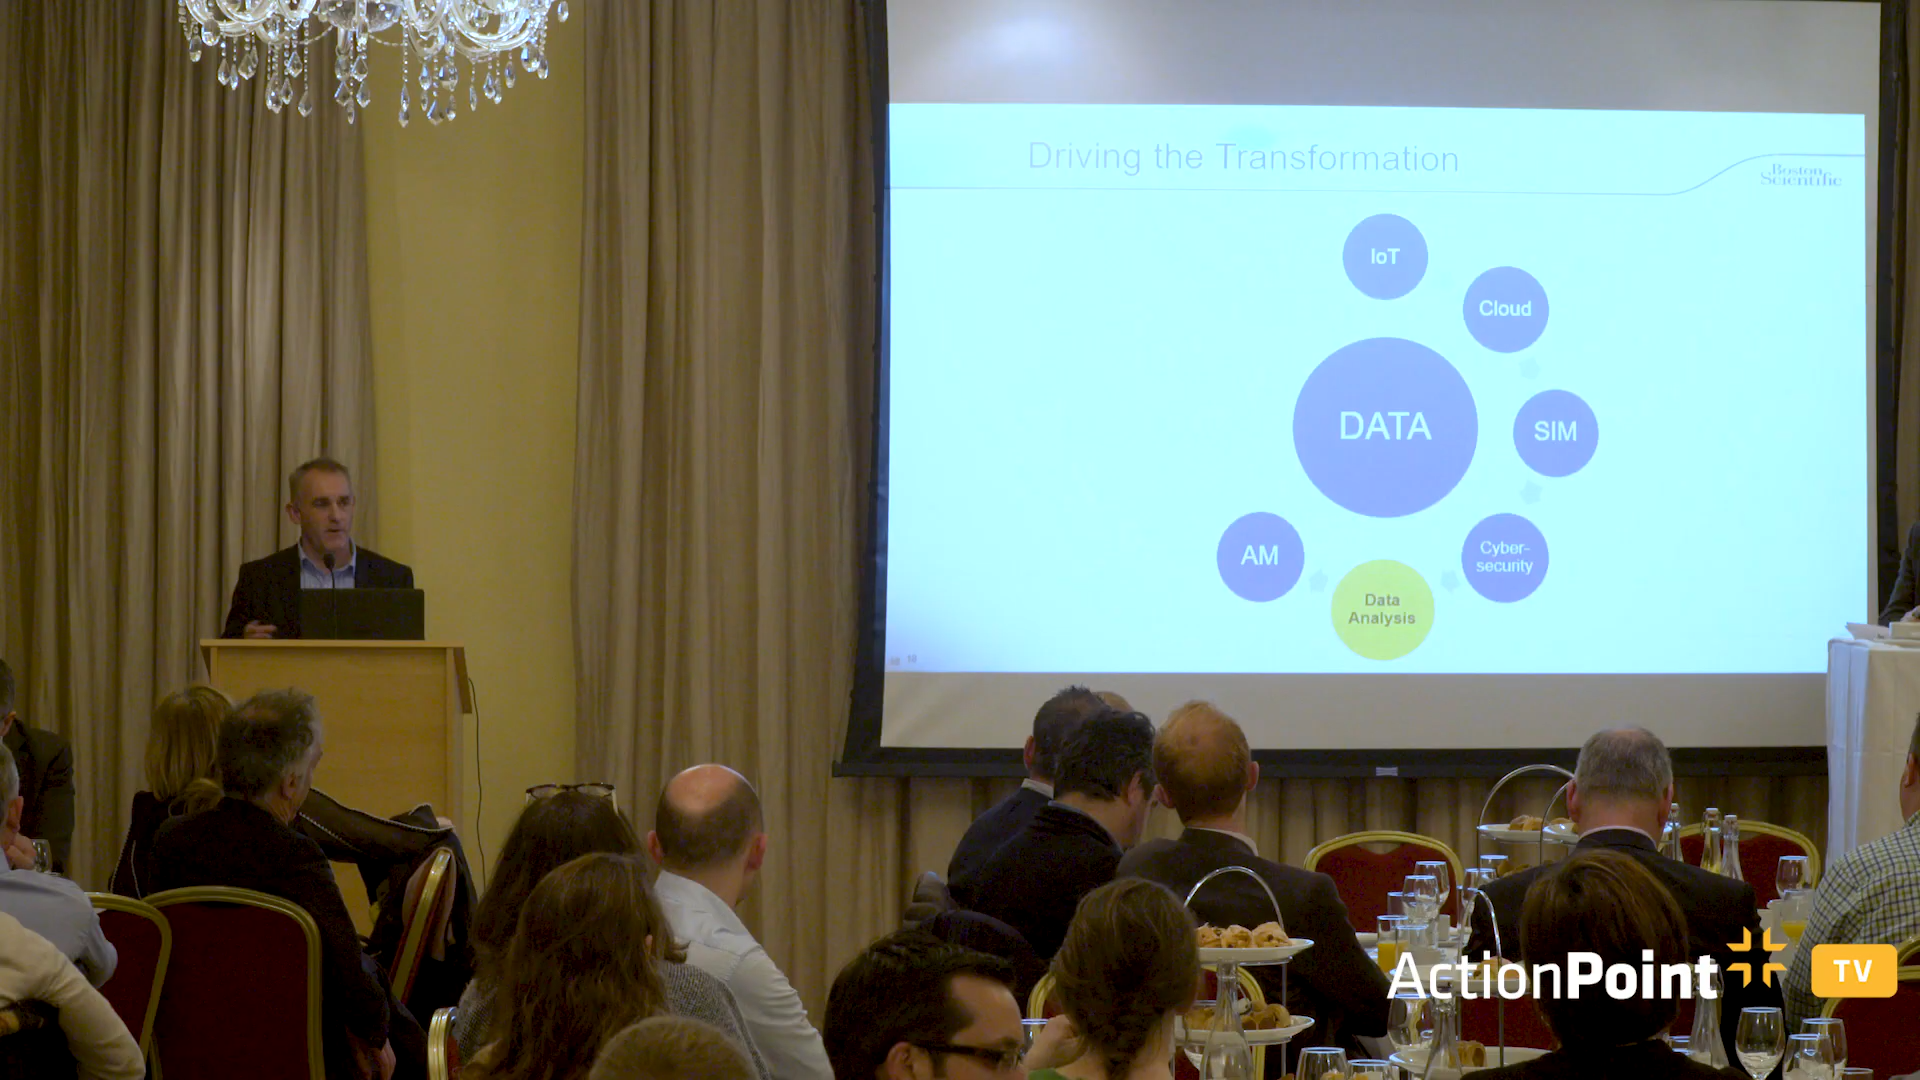 Driving the Transformation
Boston
Scientific
IoT
Cloud
DATA
SIM
Cyber-
security
AM
Data
Analysis
ActionPoint TV